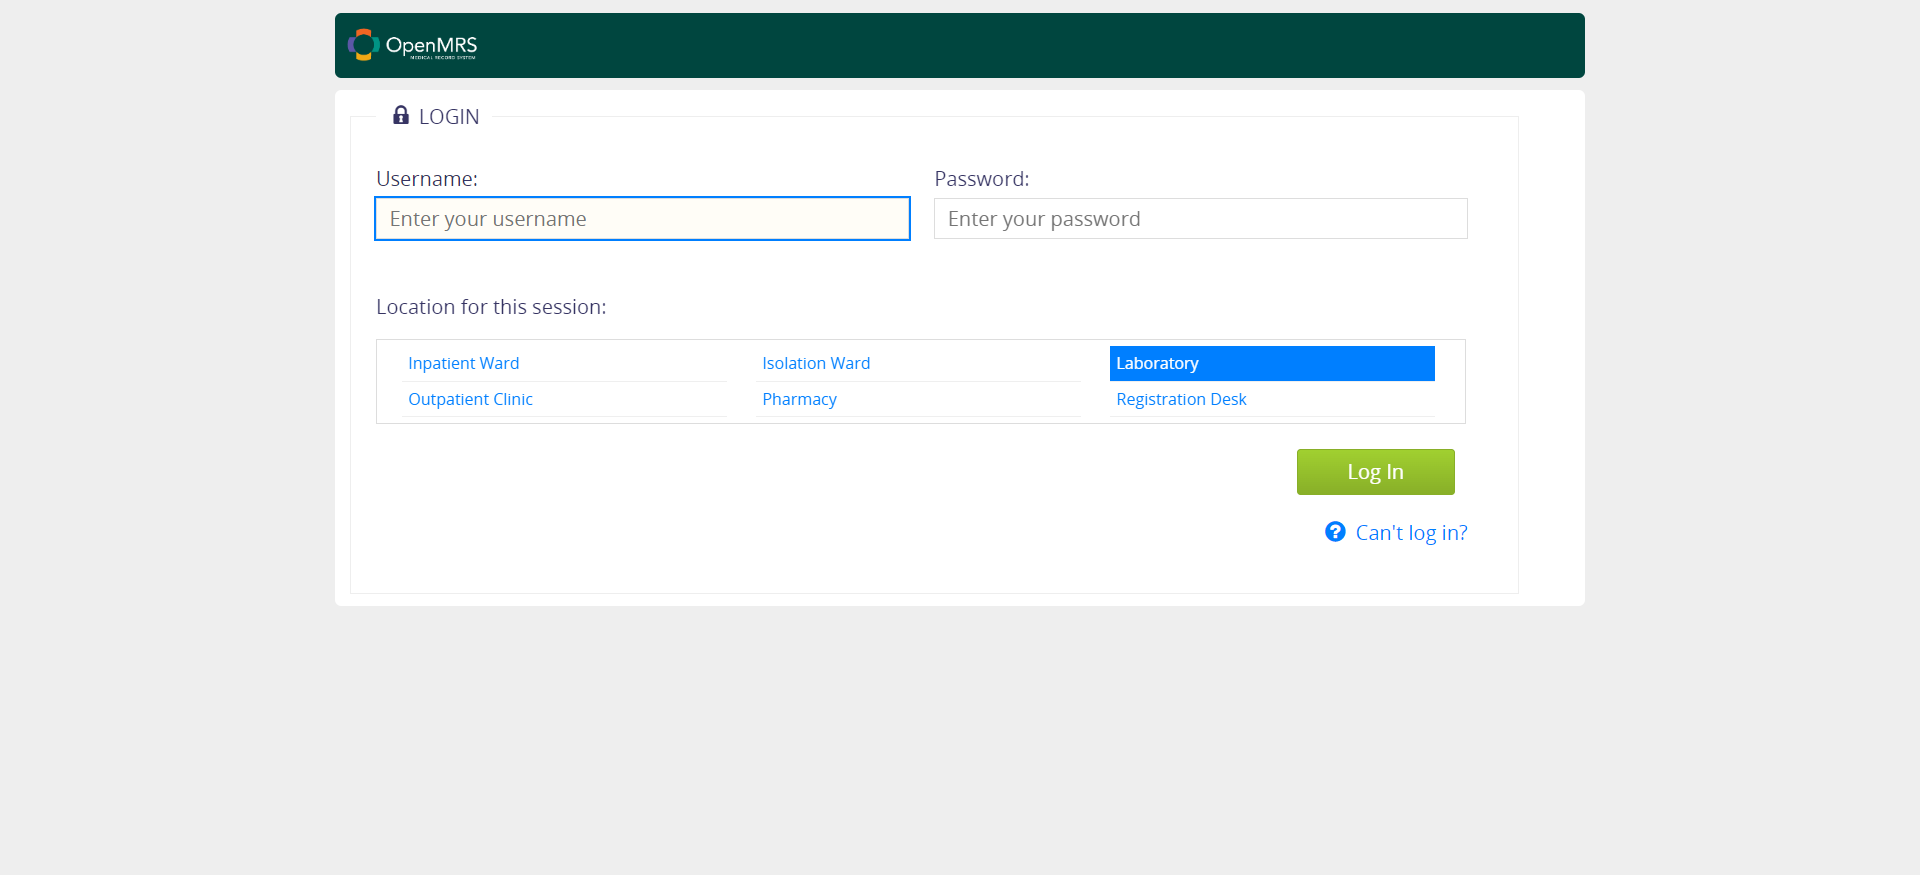 OpenMRS
MEDICAL RECORD SYSTEM
LOGIN
Username: Password:
Enter your username Enter your password
Location for this session:
Inpatient Ward Isolation Ward Laboratory
Outpatient Clinic Pharmacy Registration Desk
Log In
Can't log in?